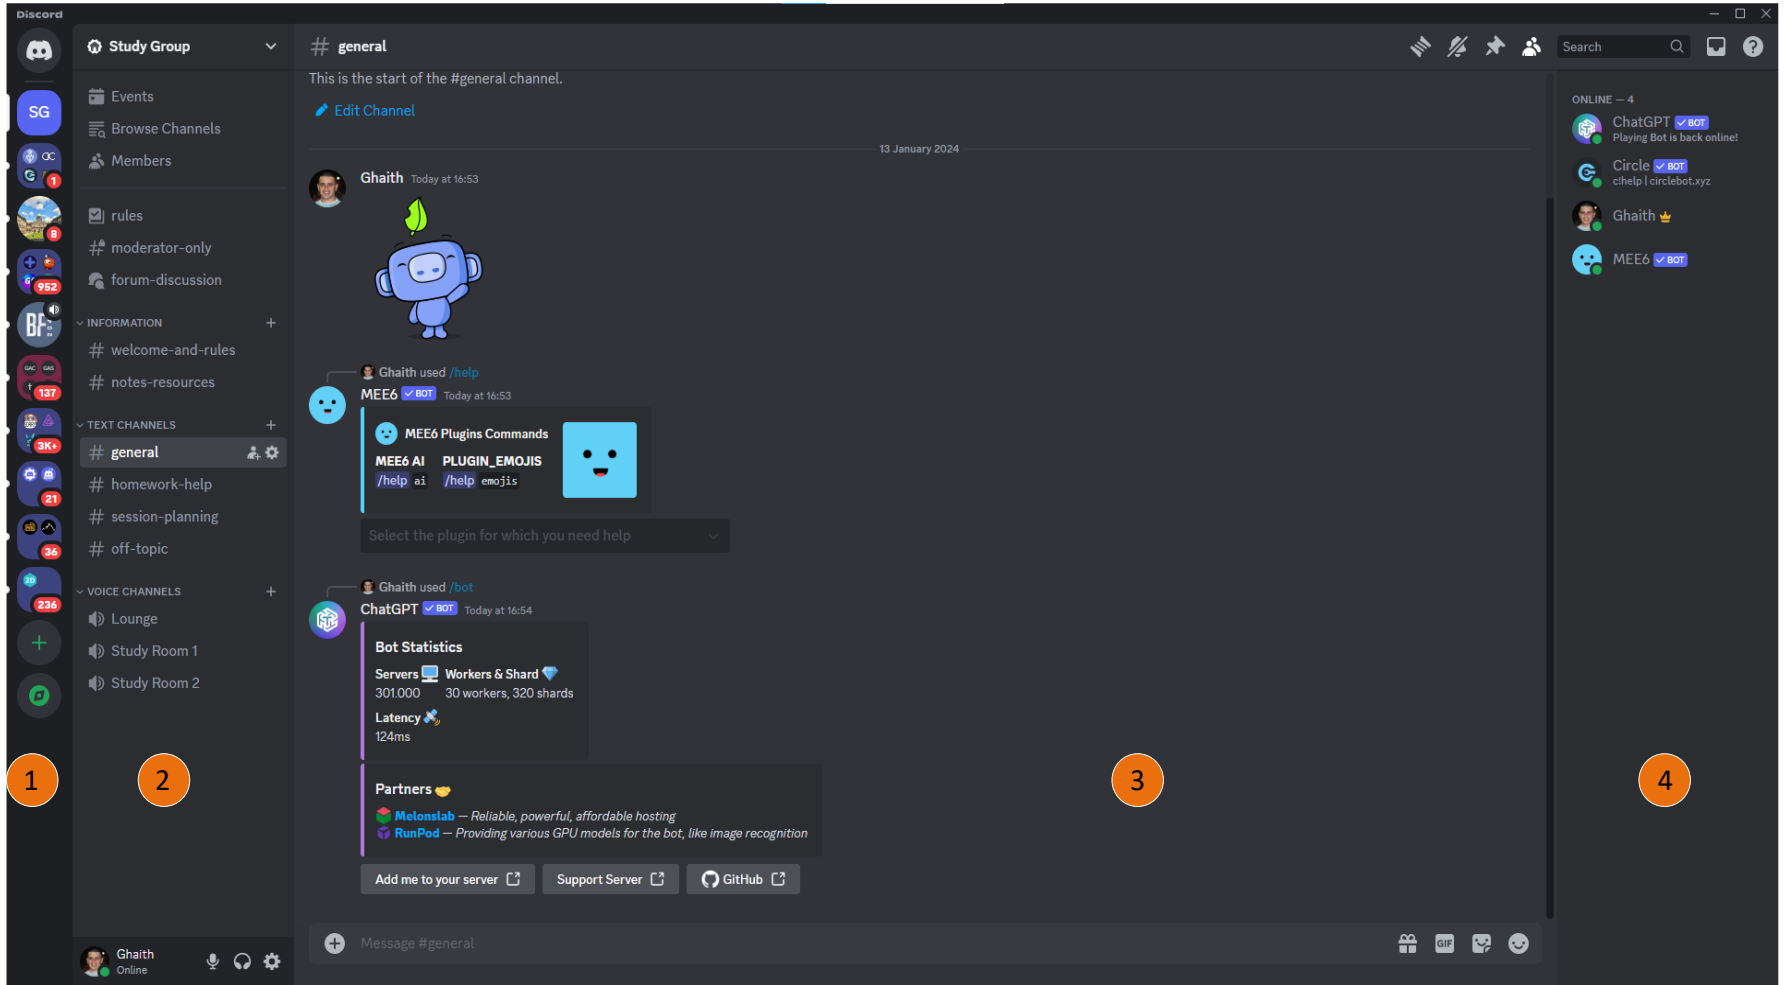 Discord
Study Group
general
Search
SG
1
8
952
BF
GAC GAS
137
3K+
21
36
2D
236
Events
Browse Channels
Members
rules
moderator-only
forum-discussion
INFORMATION
welcome-and-rules
notes-resources
TEXT CHANNELS
general
homework-help
session-planning
off-topic
VOICE CHANNELS
Lounge
Study Room 1
Study Room 2
Ghaith
Online
This is the start of the #general channel.
Edit Channel
13 January 2024
Ghaith Today at 16:53
Ghaith used /help
MEE6 BOT Today at 16:53
MEE6 Plugins Commands
MEE6 AI PLUGIN_EMOJIS
/help ai /help emojis
Select the plugin for which you need help
Ghaith used /bot
ChatGPT BOT Today at 16:54
Bot Statistics
Servers Workers & Shard
301.000 30 workers, 320 shards
Latency
124ms
Partners
Melonslab — Reliable, powerful, affordable hosting
RunPod — Providing various GPU models for the bot, like image recognition
Add me to your server Support Server GitHub
Message #general
GIF
ONLINE — 4
ChatGPT BOT
Playing Bot is back online!
Circle BOT
c!help | circlebot.xyz
Ghaith
MEE6 BOT
1
2
3
4